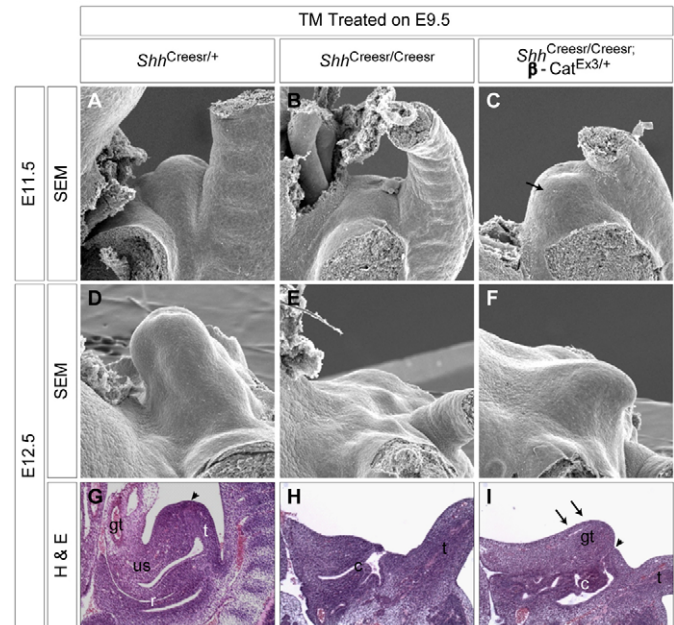 TM Treated on E9.5
ShhCreesr/+
ShhCreesr/Creesr
ShhCreesr/Creesr;
β-CatEx3/+
E11.5
SEM
A
B
C
E12.5
SEM
D
E
F
H & E
G
gt
t
us
r
H
c
t
I
gt
c
t